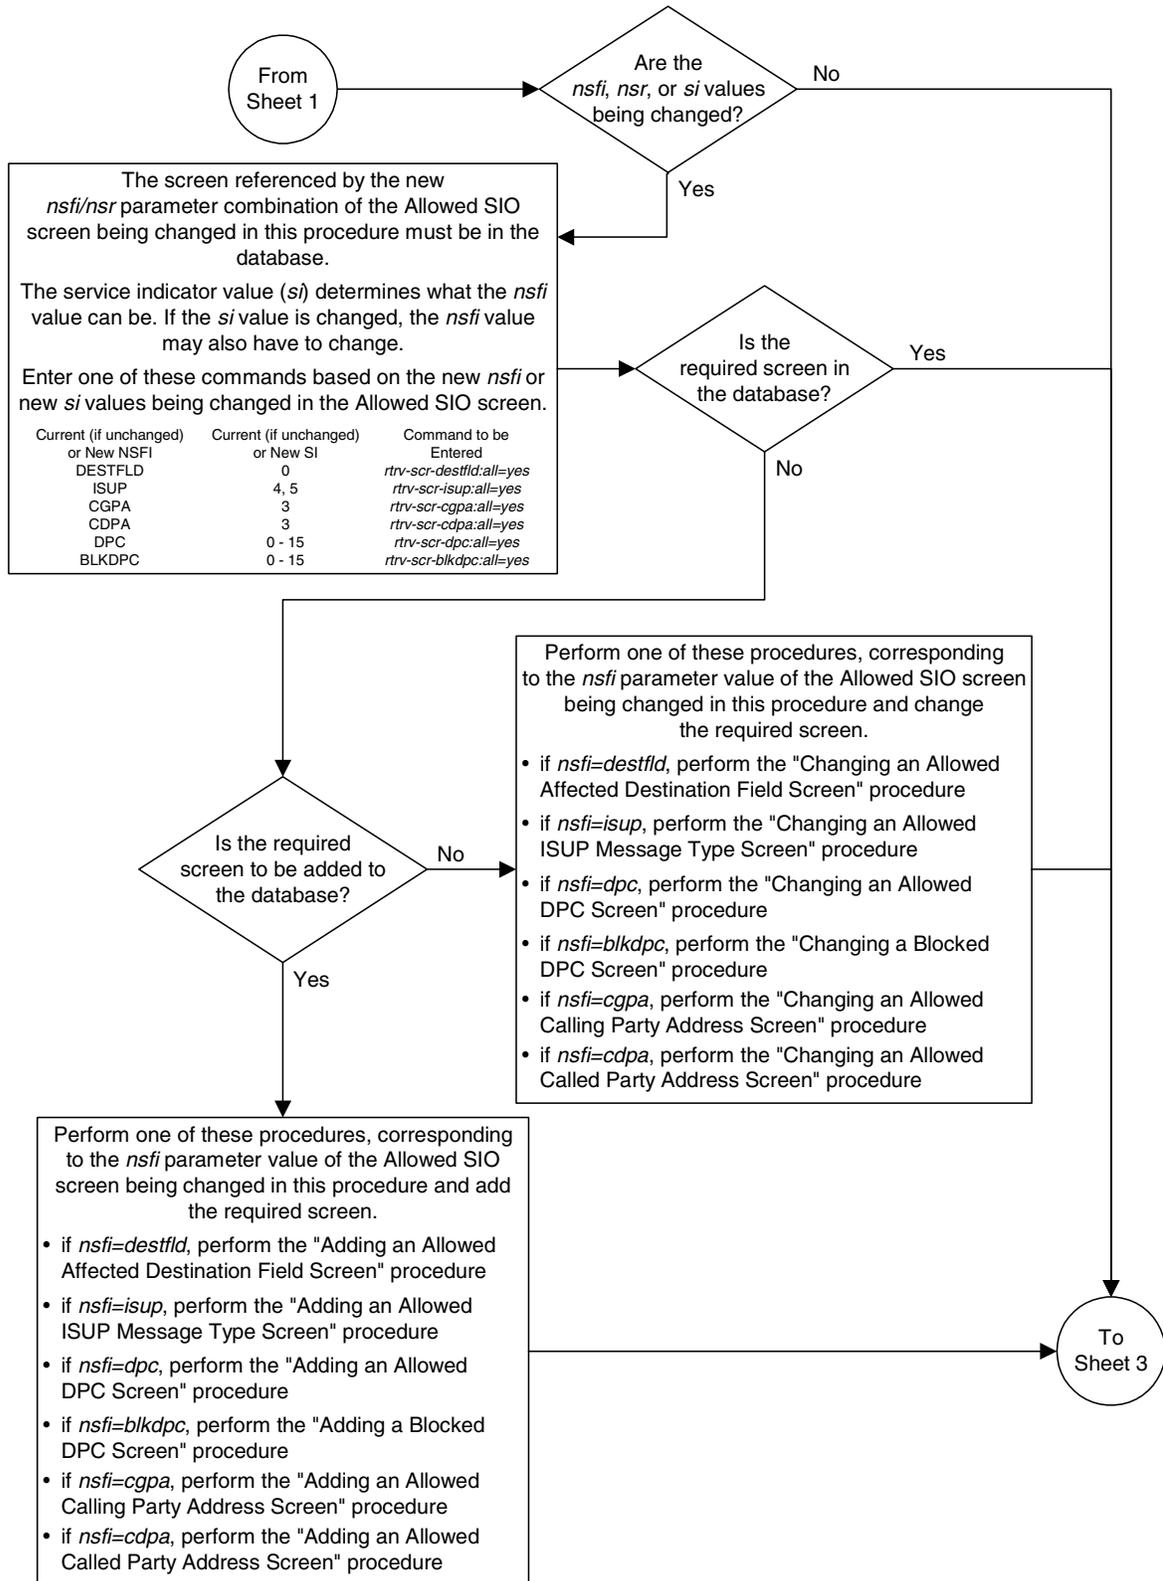 From
Sheet 1
Are the
nsfi, nsr, or si values
being changed?
No
Yes
The screen referenced by the new
nsfi/nsr parameter combination of the Allowed SIO
screen being changed in this procedure must be in the
database.
The service indicator value (si) determines what the nsfi
value can be. If the si value is changed, the nsfi value
may also have to change.
Enter one of these commands based on the new nsfi or
new si values being changed in the Allowed SIO screen.
Current (if unchanged) Current (if unchanged) Command to be
or New NSFI or New SI Entered
DESTFLD 0 rtrv-scr-destfld:all=yes
ISUP 4, 5 rtrv-scr-isup:all=yes
CGPA 3 rtrv-scr-cgpa:all=yes
CDPA 3 rtrv-scr-cdpa:all=yes
DPC 0 - 15 rtrv-scr-dpc:all=yes
BLKDPC 0 - 15 rtrv-scr-blkdpc:all=yes
Is the
required screen in
the database?
Yes
No
Is the required
screen to be added to
the database?
No
Yes
Perform one of these procedures, corresponding
to the nsfi parameter value of the Allowed SIO screen
being changed in this procedure and change
the required screen.
• if nsfi=destfld, perform the "Changing an Allowed
Affected Destination Field Screen" procedure
• if nsfi=isup, perform the "Changing an Allowed
ISUP Message Type Screen" procedure
• if nsfi=dpc, perform the "Changing an Allowed
DPC Screen" procedure
• if nsfi=blkdpc, perform the "Changing a Blocked
DPC Screen" procedure
• if nsfi=cgpa, perform the "Changing an Allowed
Calling Party Address Screen" procedure
• if nsfi=cdpa, perform the "Changing an Allowed
Called Party Address Screen" procedure
Perform one of these procedures, corresponding
to the nsfi parameter value of the Allowed SIO
screen being changed in this procedure and add
the required screen.
• if nsfi=destfld, perform the "Adding an Allowed
Affected Destination Field Screen" procedure
• if nsfi=isup, perform the "Adding an Allowed
ISUP Message Type Screen" procedure
• if nsfi=dpc, perform the "Adding an Allowed
DPC Screen" procedure
• if nsfi=blkdpc, perform the "Adding a Blocked
DPC Screen" procedure
• if nsfi=cgpa, perform the "Adding an Allowed
Calling Party Address Screen" procedure
• if nsfi=cdpa, perform the "Adding an Allowed
Called Party Address Screen" procedure
To
Sheet 3